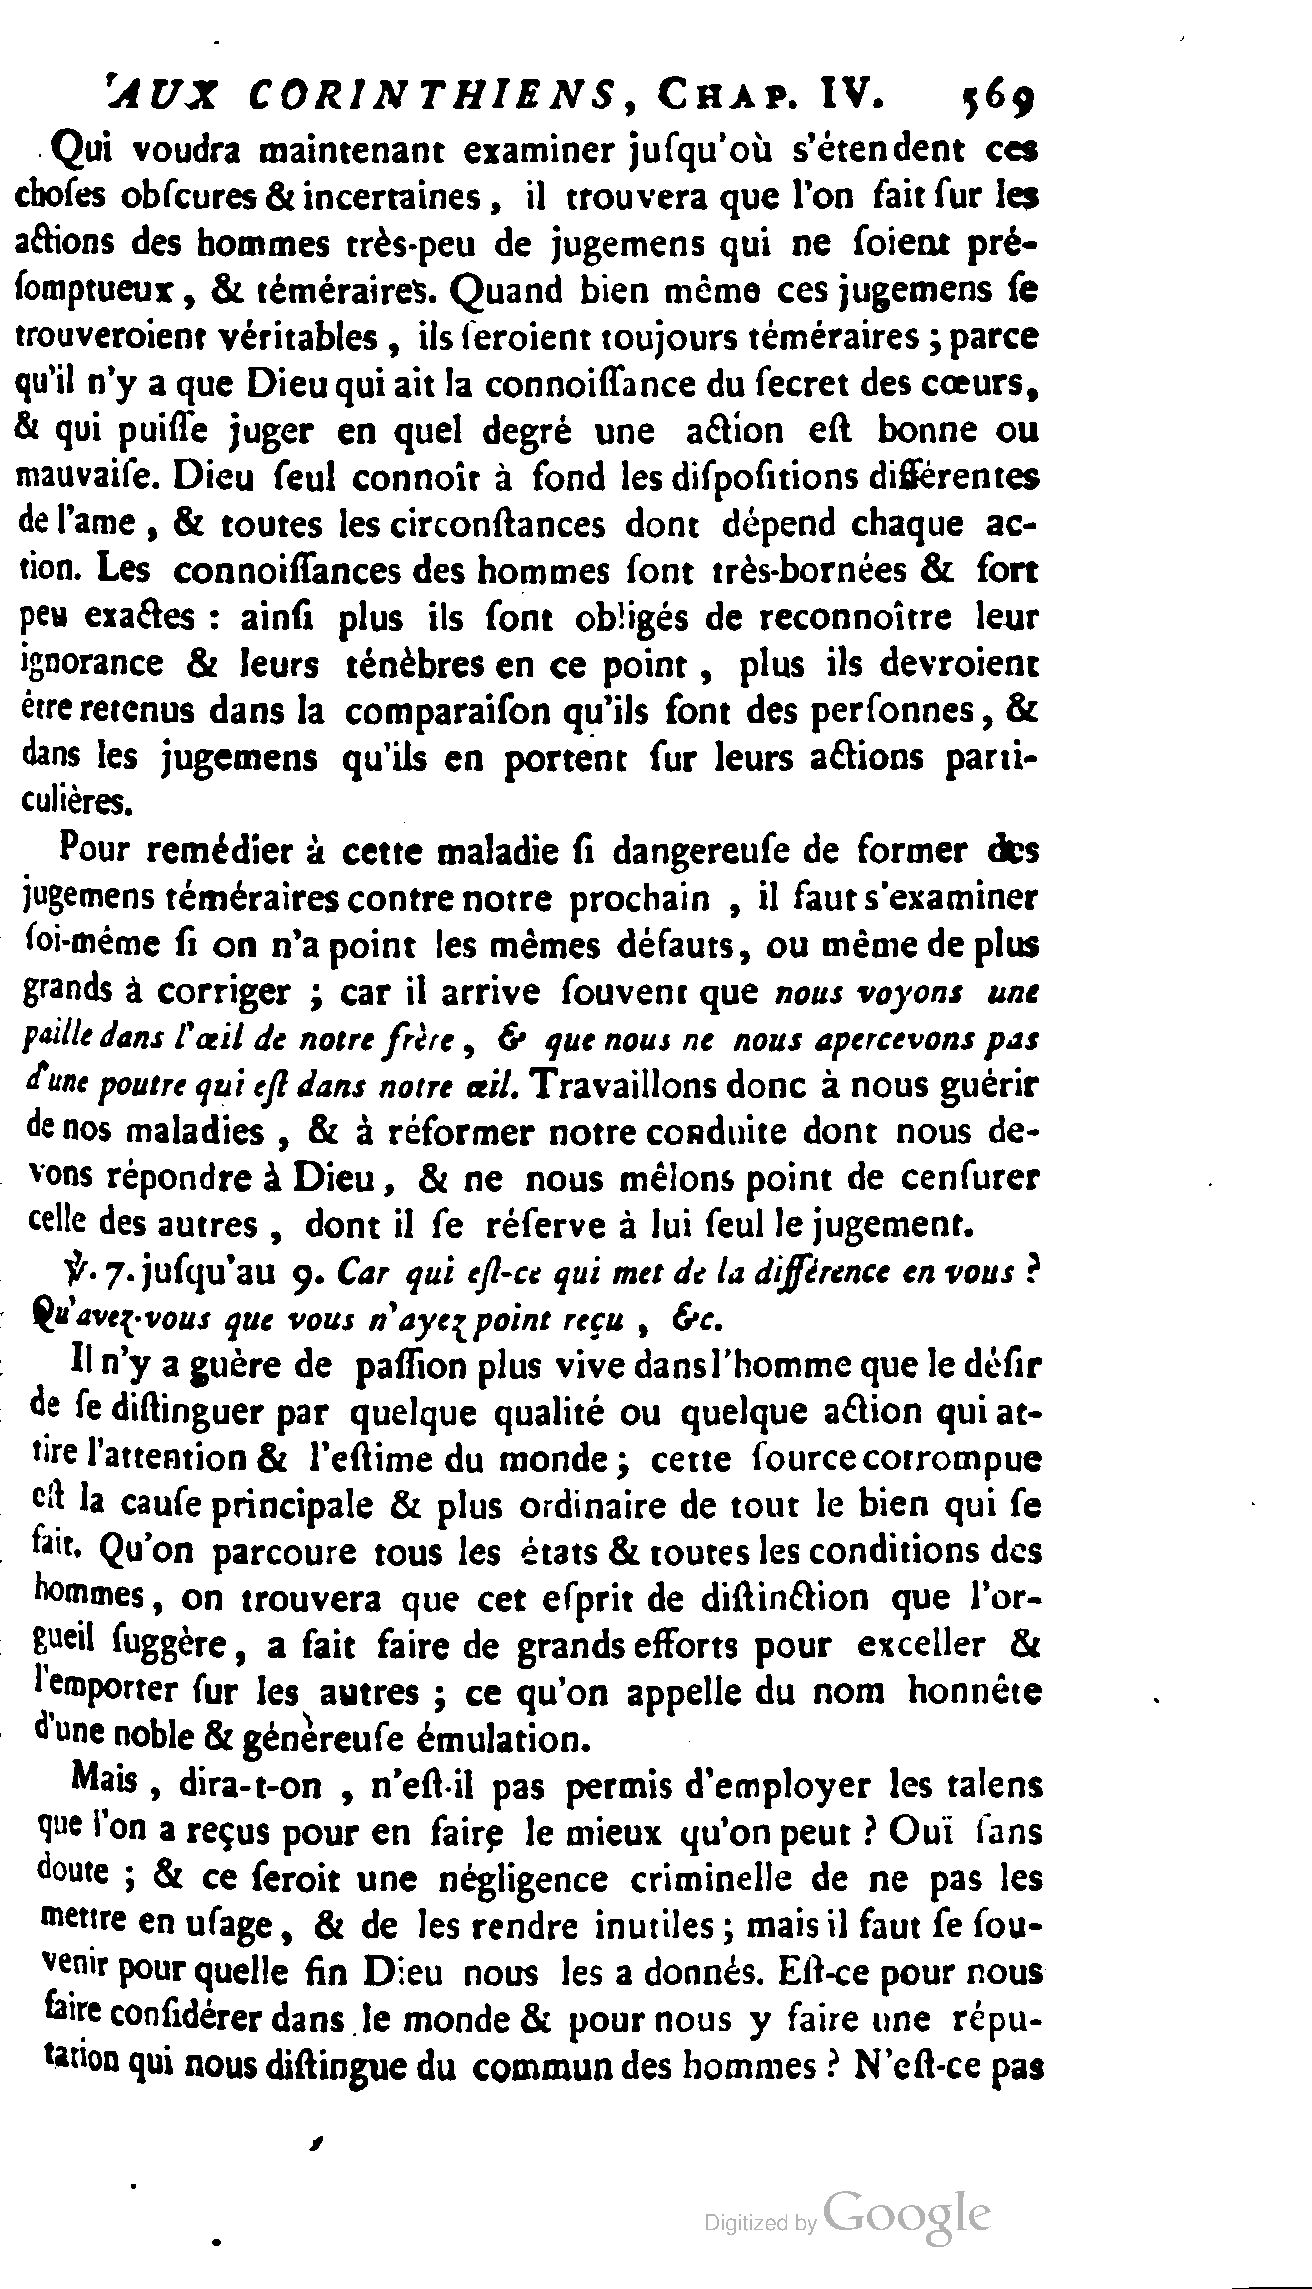 AUX CORINTHIENS, CHAP. IV. 569
Qui voudra maintenant examiner juſqu'où s'étendent ces
choſes obſcures & incertaines, il trouvera que l'on fait ſur les
actions des hommes très-peu de jugemens qui ne ſoient pré-
ſomptueux, & téméraires. Quand bien même ces jugemens ſe
trouveroient véritables, ils ſeroient toujours téméraires ; parce
qu'il n'y a que Dieu qui ait la connoiſſance du ſecret des cœurs,
& qui puiſſe juger en quel degré une action eſt bonne ou
mauvaiſe. Dieu ſeul connoît à fond les diſpoſitions différentes
de l'ame, & toutes les circonſtances dont dépend chaque ac-
tion. Les connoiſſances des hommes ſont très-bornées & fort
peu exactes : ainſi plus ils ſont obligés de reconnoître leur
ignorance & leurs ténèbres en ce point, plus ils devroient
être retenus dans la comparaiſon qu'ils font des perſonnes, &
dans les jugemens qu'ils en portent ſur leurs actions parti-
culières.
Pour remédier à cette maladie ſi dangereuſe de former des
jugemens téméraires contre notre prochain, il faut s'examiner
ſoi-même ſi on n'a point les mêmes défauts, ou même de plus
grands à corriger ; car il arrive ſouvent que nous voyons une
paille dans l'œil de notre frère, & que nous ne nous apercevons pas
d'une poutre qui eſt dans notre œil. Travaillons donc à nous guérir
de nos maladies, & à réformer notre conduite dont nous de-
vons répondre à Dieu, & ne nous mêlons point de cenſurer
celle des autres, dont il ſe réſerve à lui ſeul le jugement.
℣. 7. juſqu'au 9. Car qui eſt-ce qui met de la différence en vous ?
Qu'avez-vous que vous n'ayez point reçu, &c.
Il n'y a guère de paſſion plus vive dans l'homme que le déſir
de ſe diſtinguer par quelque qualité ou quelque action qui at-
tire l'attention & l'eſtime du monde ; cette ſource corrompue
eſt la cauſe principale & plus ordinaire de tout le bien qui ſe
fait. Qu'on parcoure tous les états & toutes les conditions des
hommes, on trouvera que cet eſprit de diſtinction que l'or-
gueil ſuggère, a fait faire de grands efforts pour exceller &
l'emporter ſur les autres ; ce qu'on appelle du nom honnête
d'une noble & génèreuſe émulation.
Mais, dira-t-on, n'eſt-il pas permis d'employer les talens
que l'on a reçus pour en faire le mieux qu'on peut ? Ouï ſans
doute ; & ce ſeroit une négligence criminelle de ne pas les
mettre en uſage, & de les rendre inutiles ; mais il faut ſe ſou-
venir pour quelle fin Dieu nous les a donnés. Eſt-ce pour nous
faire conſidérer dans le monde & pour nous y faire une répu-
tation qui nous diſtingue du commun des hommes ? N'eſt-ce pas
Digitized by Google